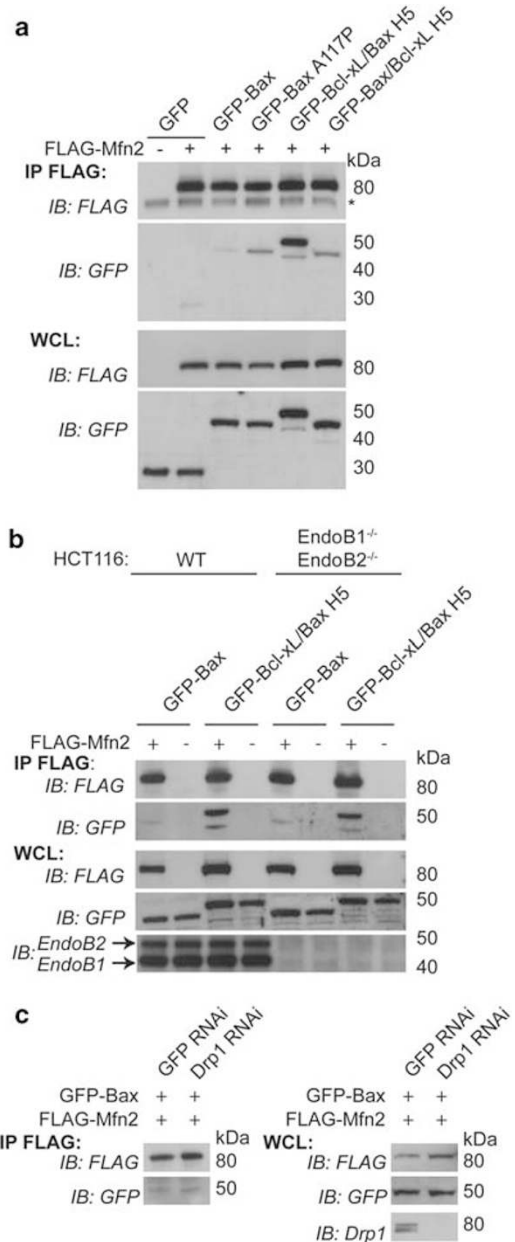 a
GFP
GFP-Bax
GFP-Bax A117P
GFP-Bcl-xL/Bax H5
GFP-Bax/Bcl-xL H5
FLAG-Mfn2 - + + + + +
kDa
IP FLAG:
IB: FLAG
80
*
IB: GFP
50
40
30
WCL:
IB: FLAG
80
IB: GFP
50
40
30
b
HCT116:
WT
EndoB1-/-
EndoB2-/-
GFP-Bax
GFP-Bcl-xL/Bax H5
GFP-Bax
GFP-Bcl-xL/Bax H5
FLAG-Mfn2 + - + - + - + -
kDa
IP FLAG:
IB: FLAG
80
IB: GFP
50
WCL:
IB: FLAG
80
IB: GFP
50
IB: EndoB2
50
EndoB1
40
c
GFP RNAi
Drp1 RNAi
GFP-Bax + +
FLAG-Mfn2 + +
IP FLAG:
kDa
IB: FLAG
80
IB: GFP
50
GFP RNAi
Drp1 RNAi
GFP-Bax + +
FLAG-Mfn2 + +
WCL:
kDa
IB: FLAG
80
IB: GFP
50
IB: Drp1
80